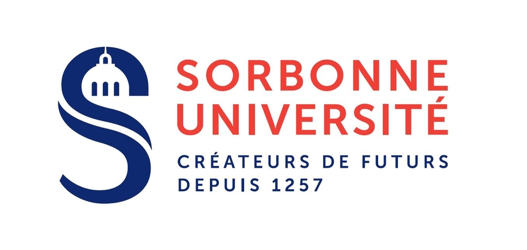 SORBONNE
UNIVERSITÉ
CRÉATEURS DE FUTURS
DEPUIS 1257